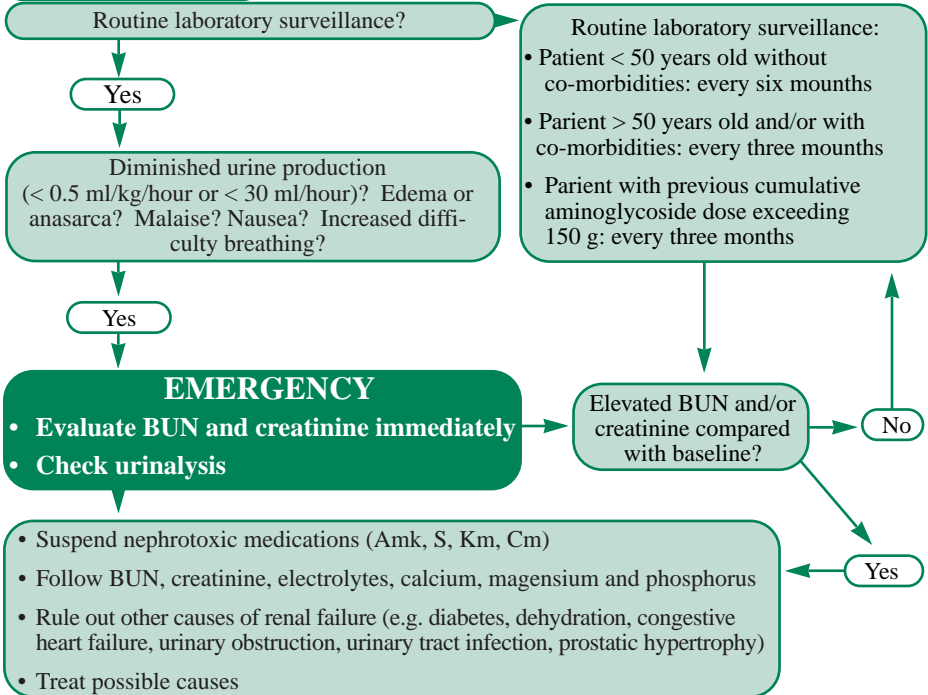 Routine laboratory surveillance?
Yes
Diminished urine production
(< 0.5 ml/kg/hour or < 30 ml/hour)? Edema or
anasarca? Malaise? Nausea? Increased diffi-
culty breathing?
Yes
EMERGENCY
• Evaluate BUN and creatinine immediately
• Check urinalysis
Routine laboratory surveillance:
• Patient < 50 years old without
co-morbidities: every six mounths
• Parient > 50 years old and/or with
co-morbidities: every three mounths
• Parient with previous cumulative
aminoglycoside dose exceeding
150 g: every three months
Elevated BUN and/or
creatinine compared
with baseline?
No
Yes
• Suspend nephrotoxic medications (Amk, S, Km, Cm)
• Follow BUN, creatinine, electrolytes, calcium, magensium and phosphorus
• Rule out other causes of renal failure (e.g. diabetes, dehydration, congestive
heart failure, urinary obstruction, urinary tract infection, prostatic hypertrophy)
• Treat possible causes